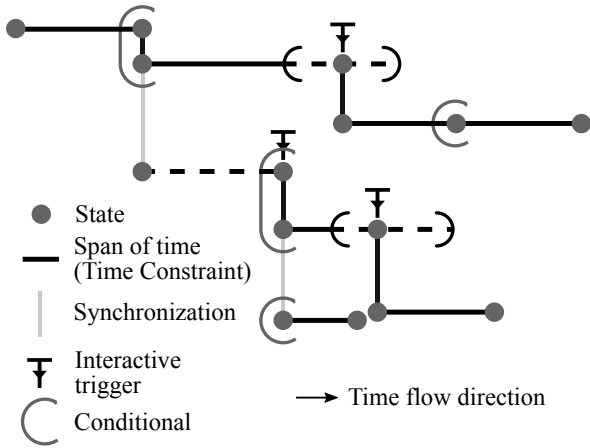 State
Span of time
(Time Constraint)
Synchronization
Interactive
trigger
Conditional
Time flow direction